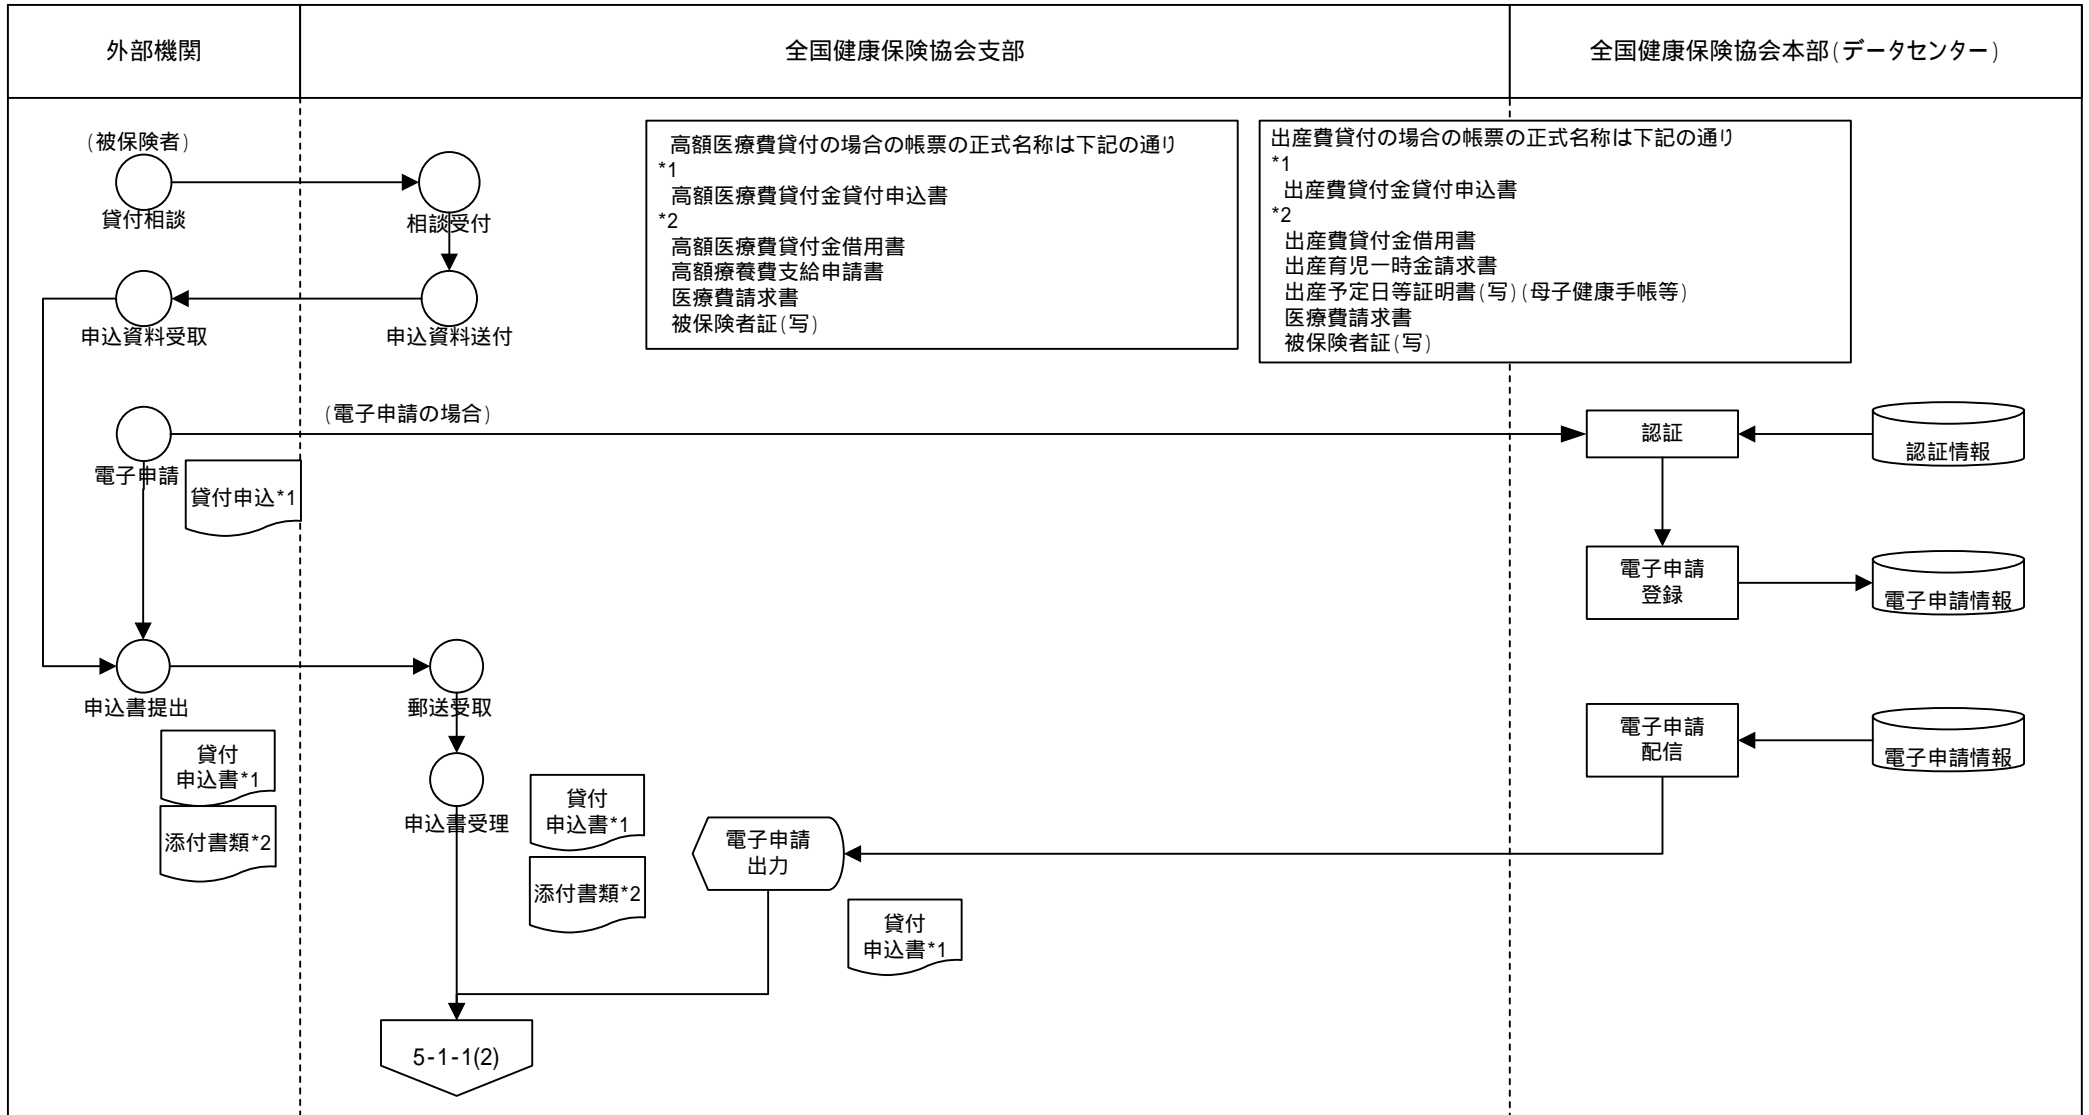 外部機関
全国健康保険協会支部
全国健康保険協会本部(データセンター)
(被保険者)
貸付相談
相談受付
申込資料受取
申込資料送付
高額医療費貸付の場合の帳票の正式名称は下記の通り
*1
高額医療費貸付金貸付申込書
*2
高額医療費貸付金借用書
高額療養費支給申請書
医療費請求書
被保険者証(写)
出産費貸付の場合の帳票の正式名称は下記の通り
*1
出産費貸付金貸付申込書
*2
出産費貸付金借用書
出産育児一時金請求書
出産予定日等証明書(写)(母子健康手帳等)
医療費請求書
被保険者証(写)
(電子申請の場合)
電子申請
貸付申込*1
認証
認証情報
電子申請
登録
電子申請情報
申込書提出
郵送受取
電子申請
配信
電子申請情報
貸付
申込書*1
添付書類*2
申込書受理
貸付
申込書*1
添付書類*2
電子申請
出力
貸付
申込書*1
5-1-1(2)